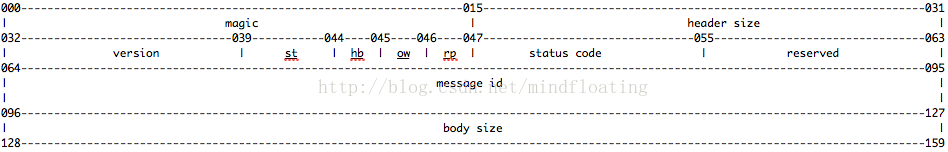 000-----------------------------------------------------015-----------------------------------------------------031
| magic | header size |
032-------------------------039----------044---045---046---047-------------------------055-------------------------063
| version | st | hb | ow | rp | status code | reserved |
064-------------------------------------------------------------------------------------------------------------095
| message id
http://blog.csdn.net/mindfloating
| |
096-------------------------------------------------------------------------------------------------------------127
| body size |
128-------------------------------------------------------------------------------------------------------------159